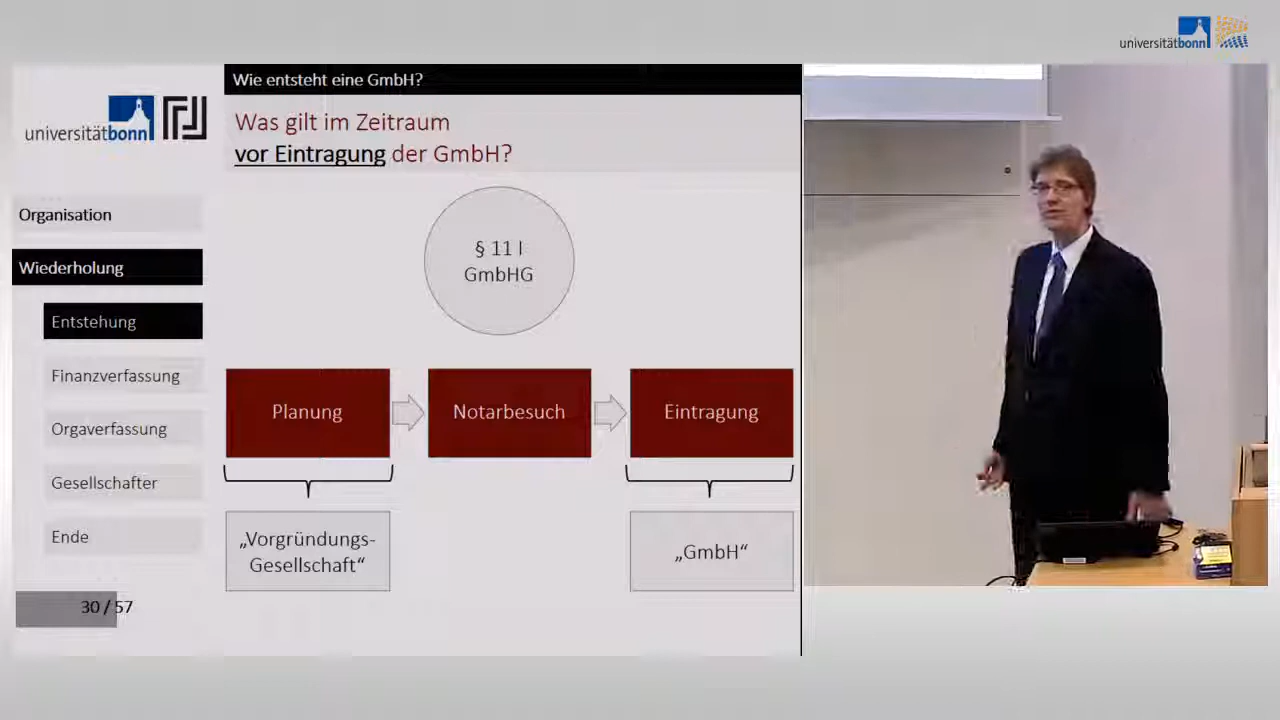 universitätbonn
Wie entsteht eine GmbH?
universitätbonn
Was gilt im Zeitraum
vor Eintragung der GmbH?
Organisation
Wiederholung
Entstehung
Finanzverfassung
Orgaverfassung
Gesellschafter
Ende
30 / 57
§ 11 I
GmbHG
Planung
Notarbesuch
Eintragung
„Vorgründungs-
Gesellschaft“
„GmbH“